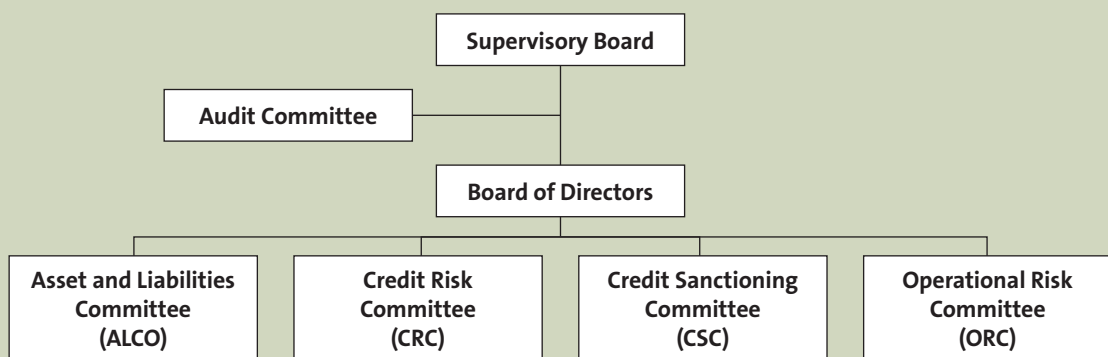 Supervisory Board
Audit Committee
Board of Directors
Asset and Liabilities
Committee
(ALCO)
Credit Risk
Committee
(CRC)
Credit Sanctioning
Committee
(CSC)
Operational Risk
Committee
(ORC)